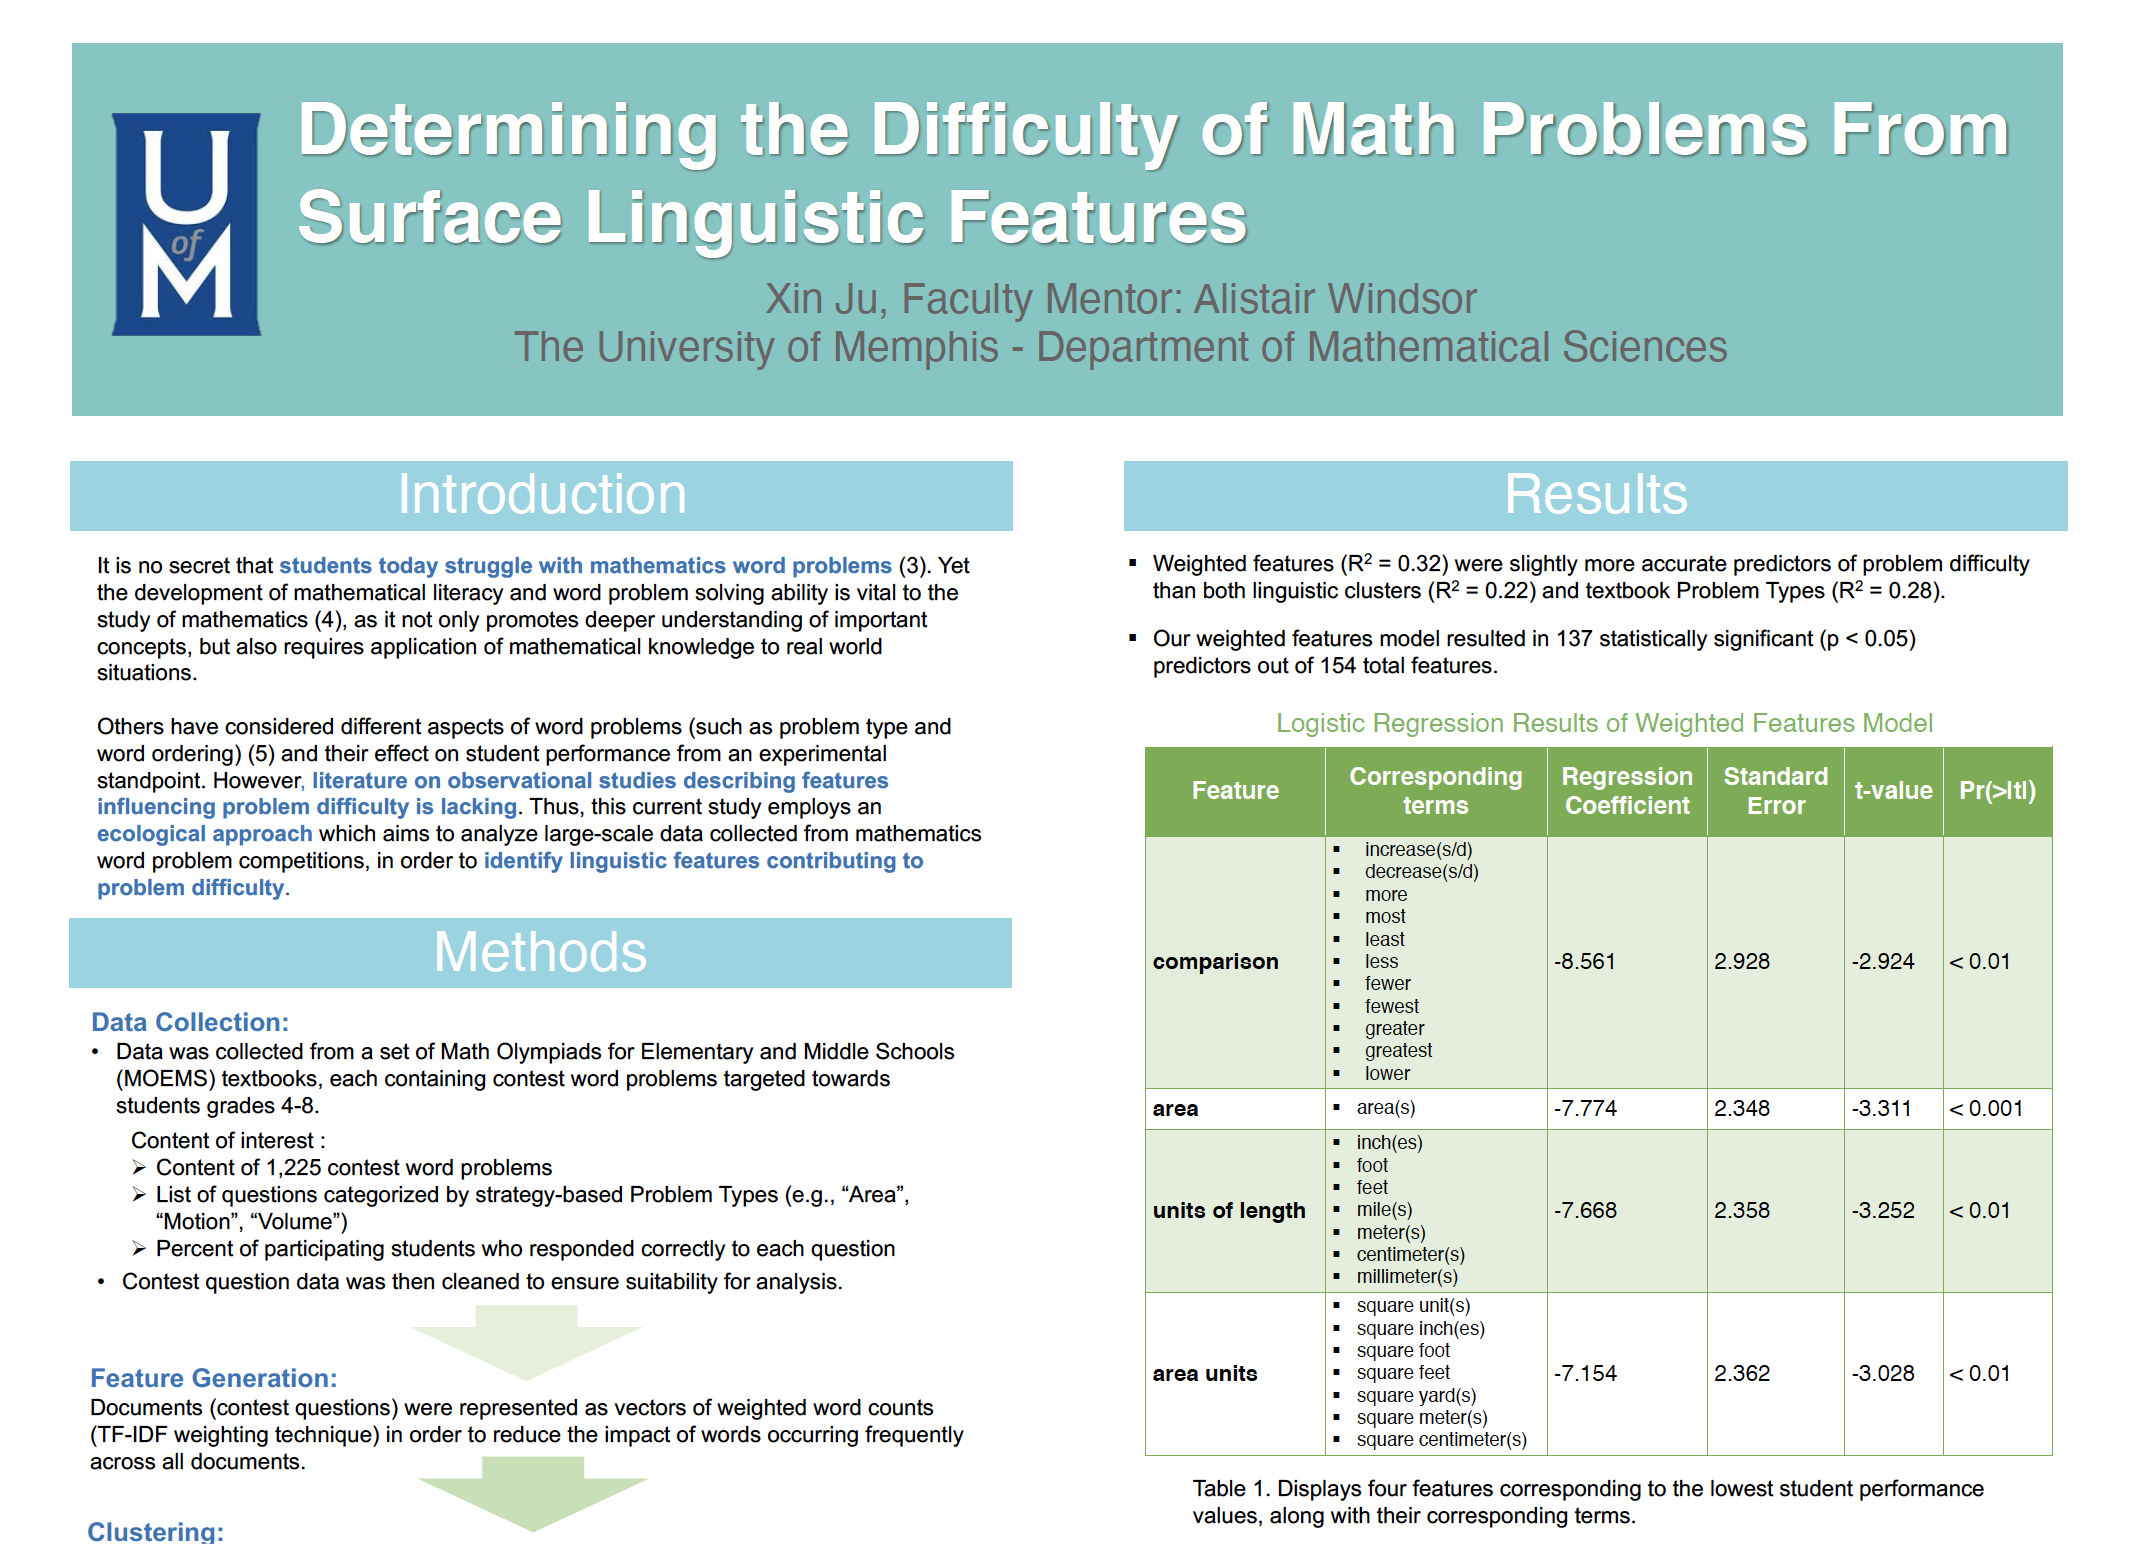 U
of
M
Determining the Difficulty of Math Problems From
Surface Linguistic Features
Xin Ju, Faculty Mentor: Alistair Windsor
The University of Memphis - Department of Mathematical Sciences
Introduction
It is no secret that students today struggle with mathematics word problems (3). Yet
the development of mathematical literacy and word problem solving ability is vital to the
study of mathematics (4), as it not only promotes deeper understanding of important
concepts, but also requires application of mathematical knowledge to real world
situations.
Others have considered different aspects of word problems (such as problem type and
word ordering) (5) and their effect on student performance from an experimental
standpoint. However, literature on observational studies describing features
influencing problem difficulty is lacking. Thus, this current study employs an
ecological approach which aims to analyze large-scale data collected from mathematics
word problem competitions, in order to identify linguistic features contributing to
problem difficulty.
Methods
Data Collection:
• Data was collected from a set of Math Olympiads for Elementary and Middle Schools
(MOEMS) textbooks, each containing contest word problems targeted towards
students grades 4-8.
Content of interest :
➢ Content of 1,225 contest word problems
➢ List of questions categorized by strategy-based Problem Types (e.g., “Area”,
“Motion”, “Volume”)
➢ Percent of participating students who responded correctly to each question
• Contest question data was then cleaned to ensure suitability for analysis.
Feature Generation:
Documents (contest questions) were represented as vectors of weighted word counts
(TF-IDF weighting technique) in order to reduce the impact of words occurring frequently
across all documents.
Clustering:
Results
▪ Weighted features (R² = 0.32) were slightly more accurate predictors of problem difficulty
than both linguistic clusters (R² = 0.22) and textbook Problem Types (R² = 0.28).
▪ Our weighted features model resulted in 137 statistically significant (p < 0.05)
predictors out of 154 total features.
Logistic Regression Results of Weighted Features Model
Feature Corresponding terms Regression Coefficient Standard Error t-value Pr(>|t|)
comparison
▪ increase(s/d)
▪ decrease(s/d)
▪ more
▪ most
▪ least
▪ less
▪ fewer
▪ fewest
▪ greater
▪ greatest
▪ lower
-8.561 2.928 -2.924 < 0.01
area ▪ area(s) -7.774 2.348 -3.311 < 0.001
units of length
▪ inch(es)
▪ foot
▪ feet
▪ mile(s)
▪ meter(s)
▪ centimeter(s)
▪ millimeter(s)
-7.668 2.358 -3.252 < 0.01
area units
▪ square unit(s)
▪ square inch(es)
▪ square foot
▪ square feet
▪ square yard(s)
▪ square meter(s)
▪ square centimeter(s)
-7.154 2.362 -3.028 < 0.01
Table 1. Displays four features corresponding to the lowest student performance
values, along with their corresponding terms.